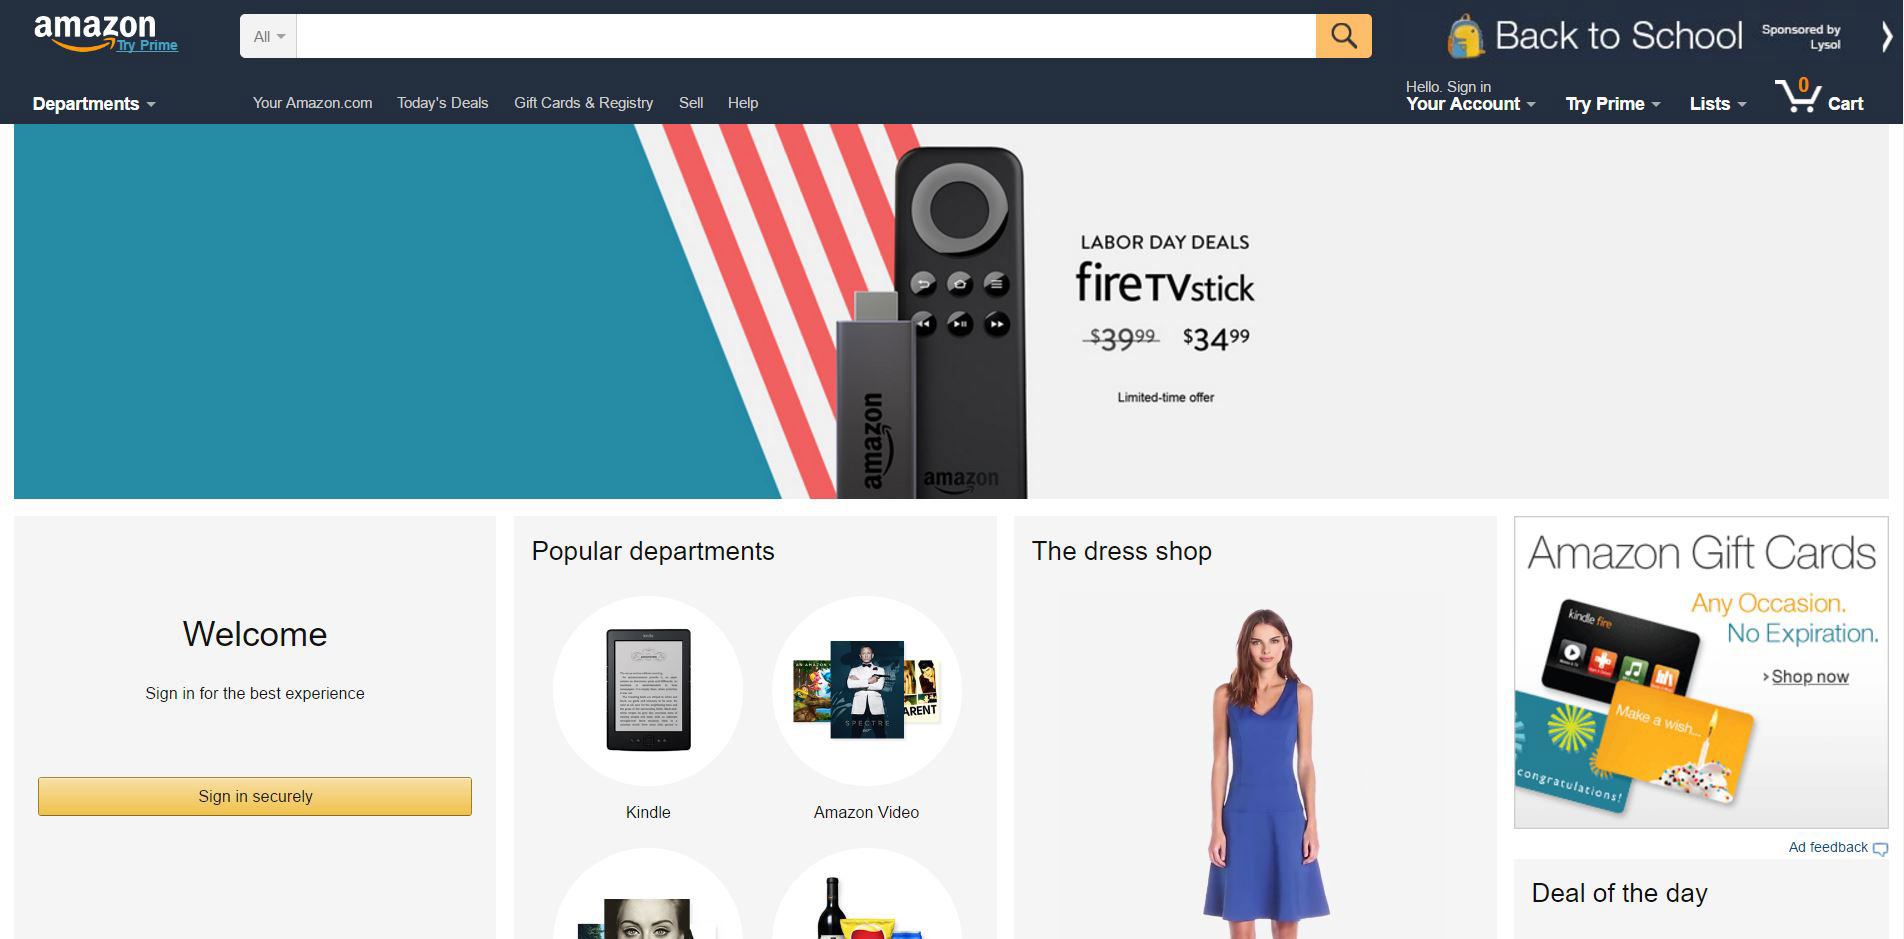 amazon
Try Prime
All
Back to School
Sponsored by
Lysol
Departments
Your Amazon.com
Today's Deals
Gift Cards & Registry
Sell
Help
Hello. Sign in
Your Account
Try Prime
Lists
0
Cart
LABOR DAY DEALS
fireTVstick
$39.99 $34.99
Limited-time offer
amazon
amazon
Welcome
Sign in for the best experience
Sign in securely
Popular departments
kindle
SPECTRE
Kindle
Amazon Video
The dress shop
Amazon Gift Cards
Any Occasion.
No Expiration.
kindle fire
› Shop now
Make a wish...
congratulations!
Ad feedback
Deal of the day